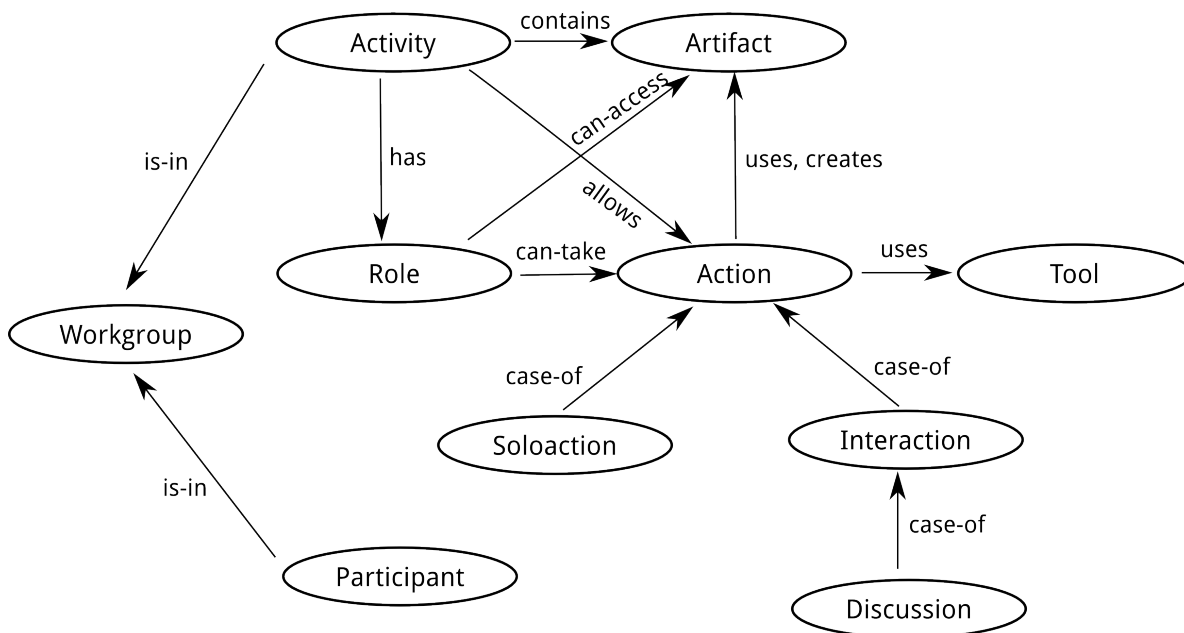 contains
Activity
Artifact
can-access
is-in
has
uses, creates
allows
can-take
uses
Role
Action
Tool
Workgroup
case-of
case-of
Soloaction
Interaction
is-in
case-of
Participant
Discussion